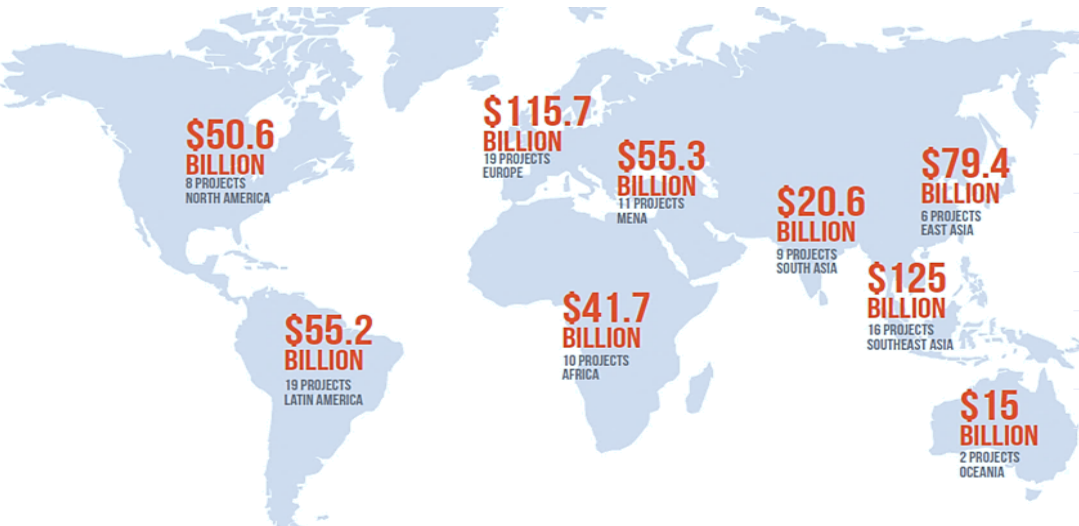 $50.6
BILLION
8 PROJECTS
NORTH AMERICA
$115.7
BILLION
19 PROJECTS
EUROPE
$55.3
BILLION
11 PROJECTS
MENA
$20.6
BILLION
9 PROJECTS
SOUTH ASIA
$79.4
BILLION
6 PROJECTS
EAST ASIA
$125
BILLION
16 PROJECTS
SOUTHEAST ASIA
$55.2
BILLION
19 PROJECTS
LATIN AMERICA
$41.7
BILLION
10 PROJECTS
AFRICA
$15
BILLION
2 PROJECTS
OCEANIA